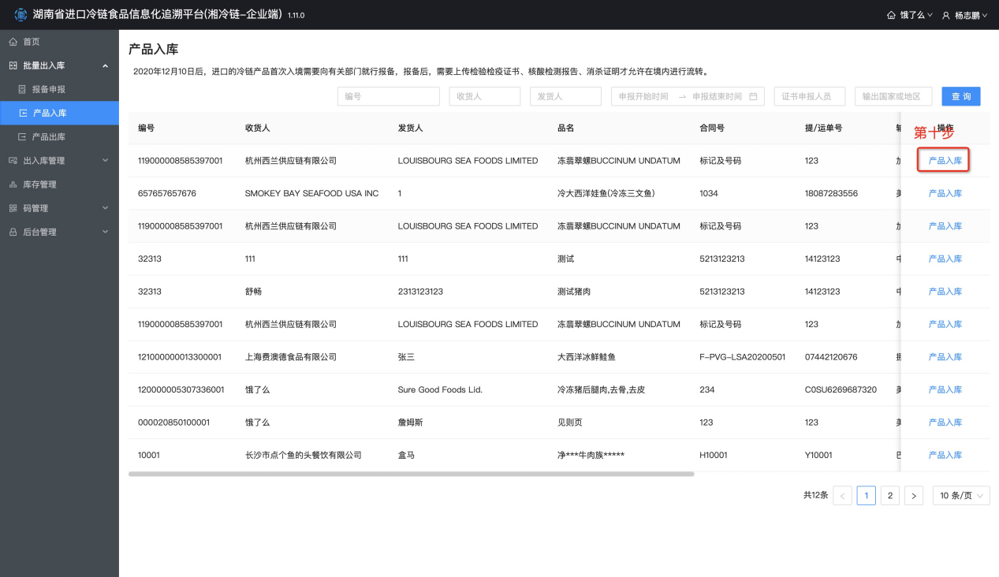 湖南省进口冷链食品信息化追溯平台(湘冷链-企业端) 1.11.0 饿了么 杨志鹏
首页
批量出入库
报备申报
产品入库
产品出库
出入库管理
库存管理
码管理
后台管理
产品入库
2020年12月10日后，进口的冷链产品首次入境需要向有关部门就行报备，报备后，需要上传检验检疫证书、核酸检测报告、消杀证明才允许在境内进行流转。
编号 收货人 发货人 申报开始时间 → 申报结束时间 证书申报人员 输出国家或地区 查 询
编号 收货人 发货人 品名 合同号 提/运单号 操作
第十步
119000008585397001 杭州西兰供应链有限公司 LOUISBOURG SEA FOODS LIMITED 冻翡翠螺BUCCINUM UNDATUM 标记及号码 123 产品入库
657657657676 SMOKEY BAY SEAFOOD USA INC 1 冷大西洋娃鱼(冷冻三文鱼) 1034 18087283556 产品入库
119000008585397001 杭州西兰供应链有限公司 LOUISBOURG SEA FOODS LIMITED 冻翡翠螺BUCCINUM UNDATUM 标记及号码 123 产品入库
32313 111 111 测试 5213123213 14123123 产品入库
32313 舒畅 2313123123 测试猪肉 5213123213 14123123 产品入库
119000008585397001 杭州西兰供应链有限公司 LOUISBOURG SEA FOODS LIMITED 冻翡翠螺BUCCINUM UNDATUM 标记及号码 123 产品入库
121000000013300001 上海费澳德食品有限公司 张三 大西洋冰鲜鲑鱼 F-PVG-LSA20200501 07442120676 产品入库
120000005307336001 饿了么 Sure Good Foods Lid. 冷冻猪后腿肉,去骨,去皮 234 C0SU6269687320 产品入库
000020850100001 饿了么 詹姆斯 见则页 123 123 产品入库
10001 长沙市点个鱼的头餐饮有限公司 盒马 净***牛肉族***** H10001 Y10001 产品入库
共12条 < 1 2 > 10 条/页